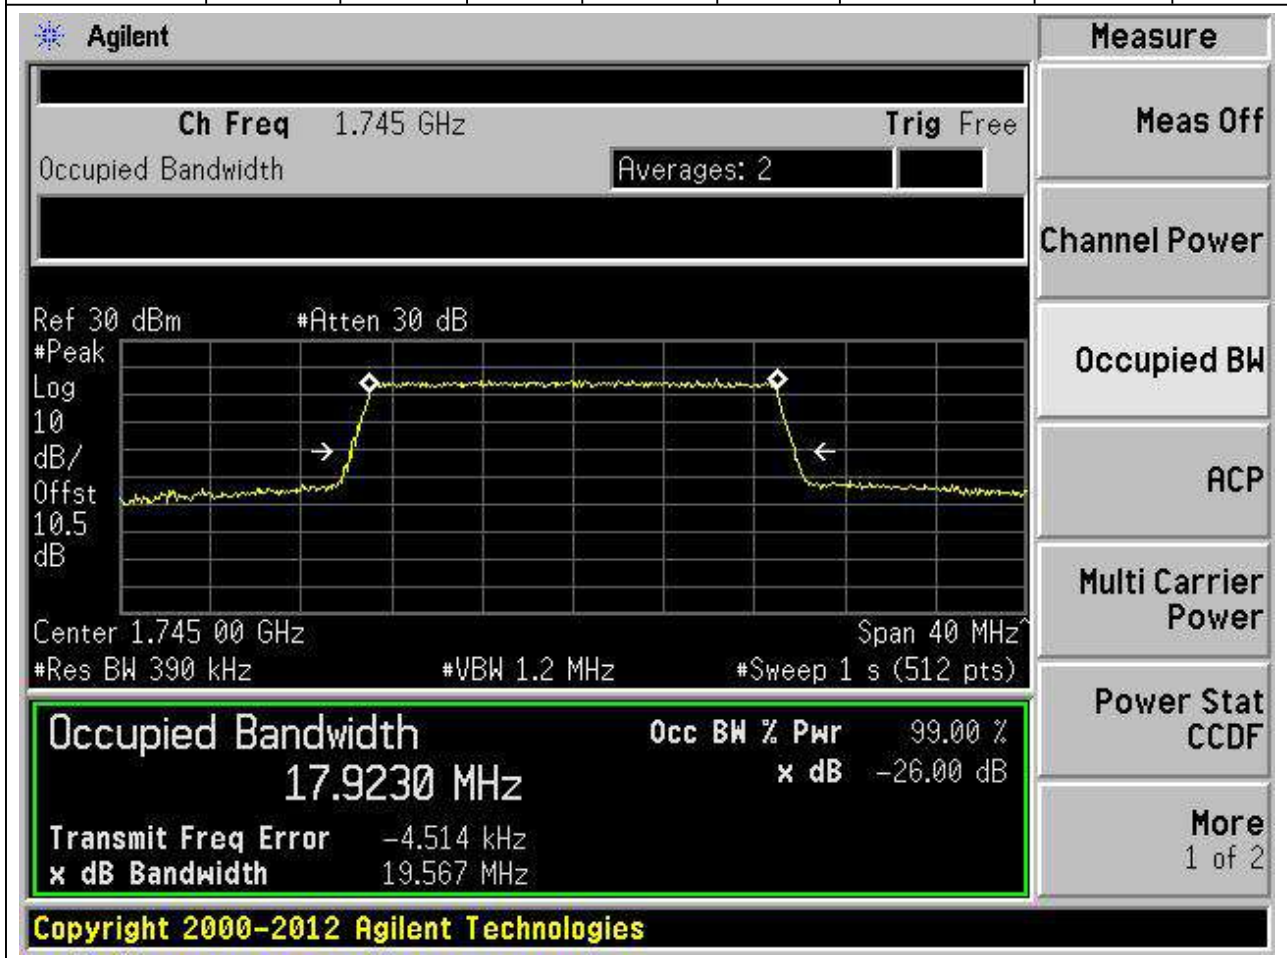 Agilent
Measure
Ch Freq 1.745 GHz Trig Free
Occupied Bandwidth Averages: 2
Meas Off
Channel Power
Occupied BW
ACP
Multi Carrier
Power
Power Stat
CCDF
More
1 of 2
Ref 30 dBm #Atten 30 dB
#Peak
Log
10
dB/
Offst
10.5
dB
Center 1.745 00 GHz Span 40 MHz^
#Res BW 390 kHz #VBW 1.2 MHz #Sweep 1 s (512 pts)
Occupied Bandwidth Occ BW % Pwr 99.00 %
17.9230 MHz x dB -26.00 dB
Transmit Freq Error -4.514 kHz
x dB Bandwidth 19.567 MHz
Copyright 2000-2012 Agilent Technologies